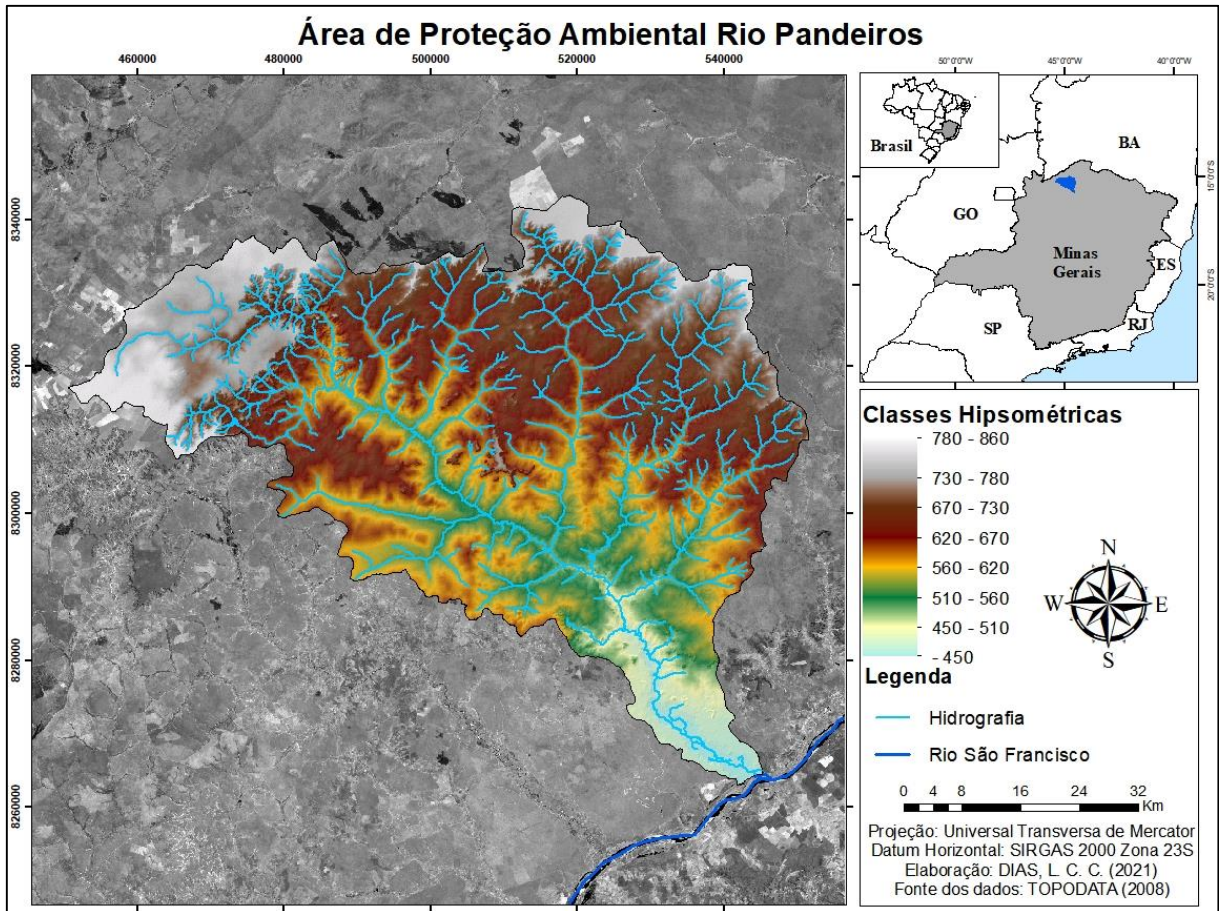 Área de Proteção Ambiental Rio Pandeiros
460000 480000 500000 520000 540000
8340000
8320000
8300000
8280000
8260000
50°0'0"W 45°0'0"W 40°0'0"W
15°0'0"S
20°0'0"S
Brasil
BA
GO
Minas
Gerais
ES
SP
RJ
Classes Hipsométricas
780 - 860
730 - 780
670 - 730
620 - 670
560 - 620
510 - 560
450 - 510
- 450
N
W E
S
Legenda
Hidrografia
Rio São Francisco
0 4 8 16 24 32
Km
Projeção: Universal Transversa de Mercator
Datum Horizontal: SIRGAS 2000 Zona 23S
Elaboração: DIAS, L. C. C. (2021)
Fonte dos dados: TOPODATA (2008)